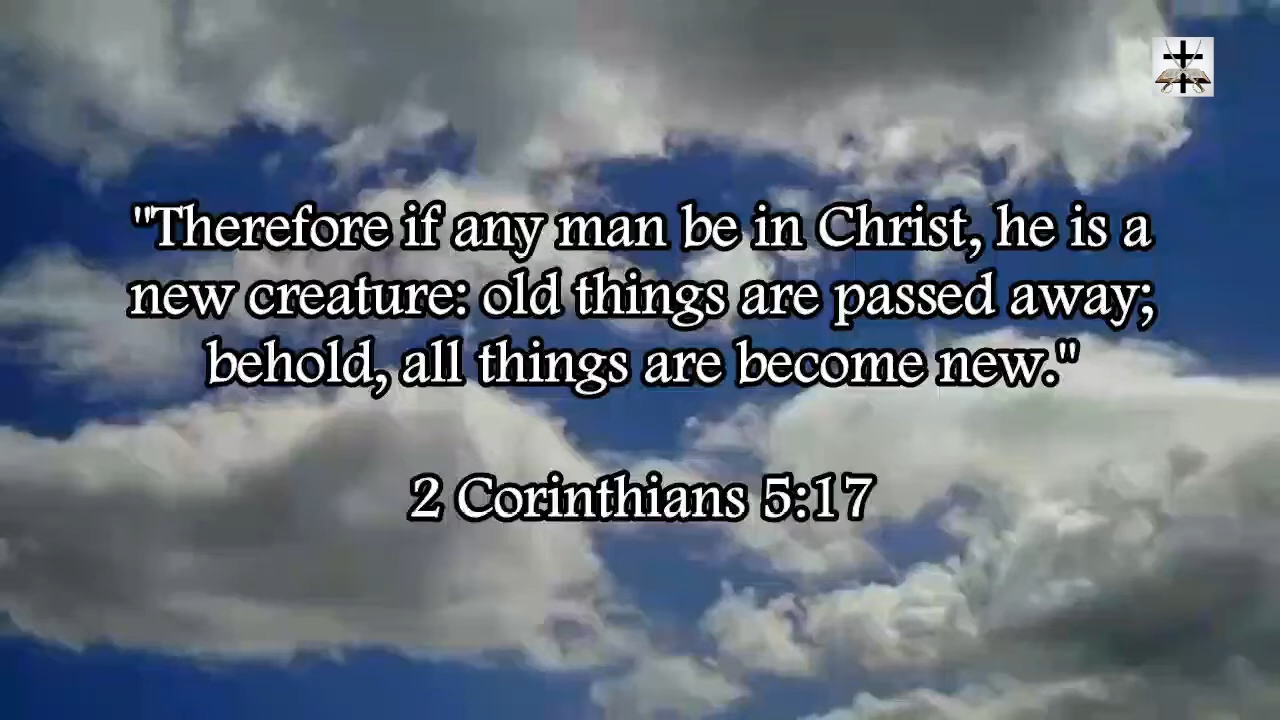 "Therefore if any man be in Christ, he is a
new creature: old things are passed away;
behold, all things are become new."
2 Corinthians 5:17